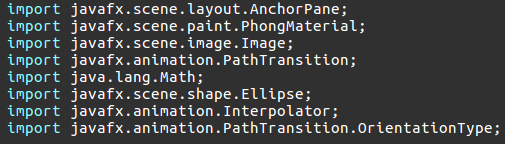 import javafx.scene.layout.AnchorPane;
import javafx.scene.paint.PhongMaterial;
import javafx.scene.image.Image;
import javafx.animation.PathTransition;
import java.lang.Math;
import javafx.scene.shape.Ellipse;
import javafx.animation.Interpolator;
import javafx.animation.PathTransition.OrientationType;